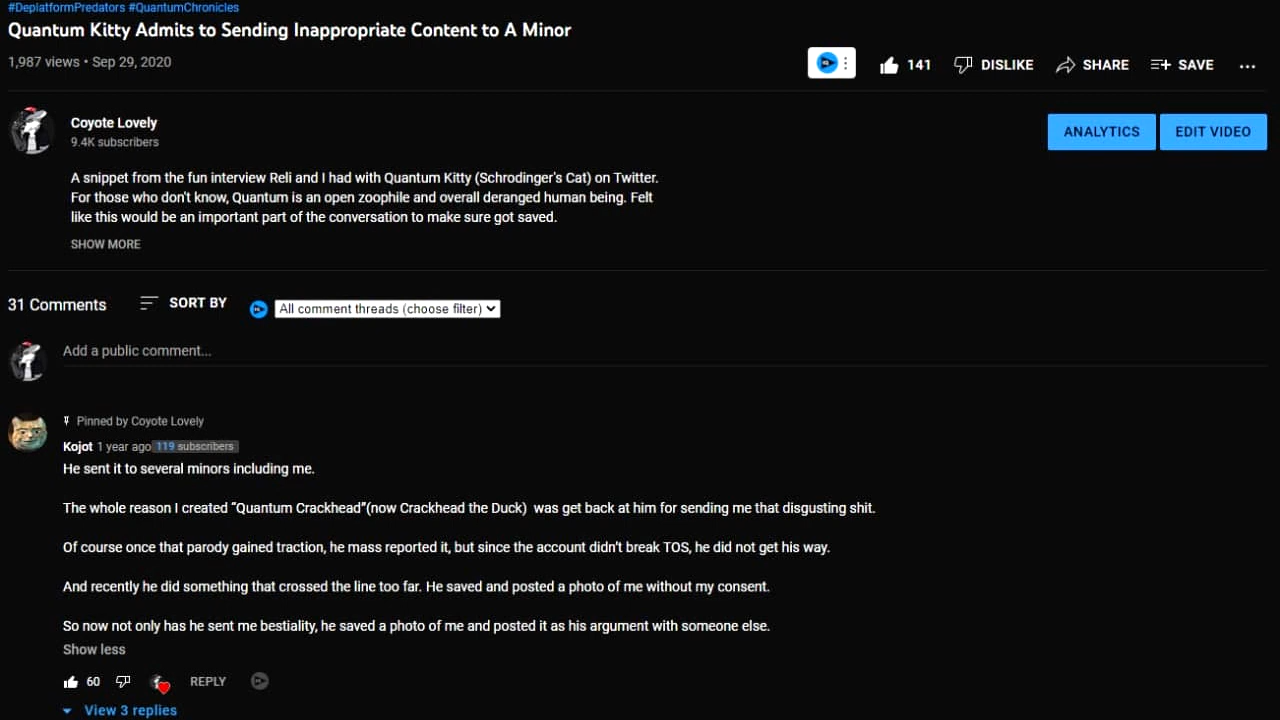 #DeplatformPredators #QuantumChronicles
Quantum Kitty Admits to Sending Inappropriate Content to A Minor
1,987 views • Sep 29, 2020
141 DISLIKE SHARE SAVE
Coyote Lovely
9.4K subscribers
ANALYTICS EDIT VIDEO
A snippet from the fun interview Reli and I had with Quantum Kitty (Schrodinger's Cat) on Twitter.
For those who don't know, Quantum is an open zoophile and overall deranged human being. Felt
like this would be an important part of the conversation to make sure got saved.
SHOW MORE
31 Comments SORT BY All comment threads (choose filter)
Add a public comment...
Pinned by Coyote Lovely
Kojot 1 year ago 119 subscribers
He sent it to several minors including me.
The whole reason I created “Quantum Crackhead”(now Crackhead the Duck) was get back at him for sending me that disgusting shit.
Of course once that parody gained traction, he mass reported it, but since the account didn't break TOS, he did not get his way.
And recently he did something that crossed the line too far. He saved and posted a photo of me without my consent.
So now not only has he sent me bestiality, he saved a photo of me and posted it as his argument with someone else.
Show less
60 REPLY
View 3 replies